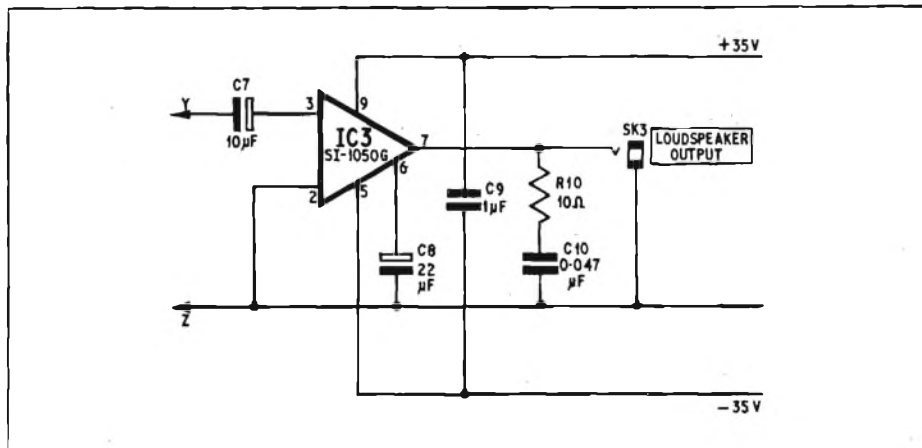 +35V
C7
Y
3
9
10µF
IC3
SI-1050G
7
6
2
5
SK3
LOUDSPEAKER
OUTPUT
R10
10Ω
C9
1µF
C8
22
µF
C10
0·047
µF
Z
-35V